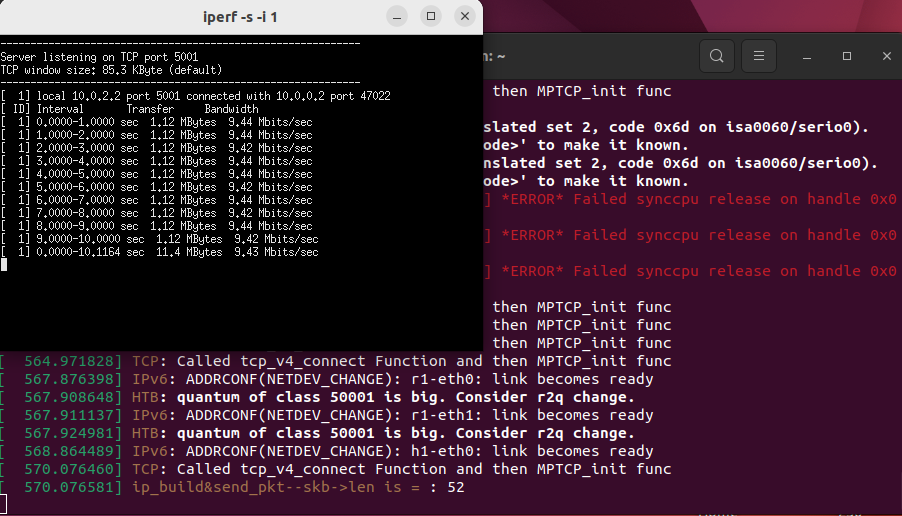 iperf -s -i 1
------------------------------------------------------------
Server listening on TCP port 5001
TCP window size: 85.3 KByte (default)
------------------------------------------------------------
[  1] local 10.0.2.2 port 5001 connected with 10.0.0.2 port 47022
[ ID] Interval       Transfer     Bandwidth
[  1] 0.0000-1.0000 sec  1.12 MBytes  9.44 Mbits/sec
[  1] 1.0000-2.0000 sec  1.12 MBytes  9.44 Mbits/sec
[  1] 2.0000-3.0000 sec  1.12 MBytes  9.42 Mbits/sec
[  1] 3.0000-4.0000 sec  1.12 MBytes  9.44 Mbits/sec
[  1] 4.0000-5.0000 sec  1.12 MBytes  9.44 Mbits/sec
[  1] 5.0000-6.0000 sec  1.12 MBytes  9.42 Mbits/sec
[  1] 6.0000-7.0000 sec  1.12 MBytes  9.44 Mbits/sec
[  1] 7.0000-8.0000 sec  1.12 MBytes  9.42 Mbits/sec
[  1] 8.0000-9.0000 sec  1.12 MBytes  9.44 Mbits/sec
[  1] 9.0000-10.0000 sec  1.12 MBytes  9.42 Mbits/sec
[  1] 0.0000-10.1164 sec  11.4 MBytes  9.43 Mbits/sec
n: ~
then MPTCP_init func
slated set 2, code 0x6d on isa0060/serio0).
ode>' to make it known.
nslated set 2, code 0x6d on isa0060/serio0).
ode>' to make it known.
] *ERROR* Failed synccpu release on handle 0x0
] *ERROR* Failed synccpu release on handle 0x0
] *ERROR* Failed synccpu release on handle 0x0
then MPTCP_init func
then MPTCP_init func
then MPTCP_init func
[  564.971828] TCP: Called tcp_v4_connect Function and then MPTCP_init func
[  567.876398] IPv6: ADDRCONF(NETDEV_CHANGE): r1-eth0: link becomes ready
[  567.908648] HTB: quantum of class 50001 is big. Consider r2q change.
[  567.911137] IPv6: ADDRCONF(NETDEV_CHANGE): r1-eth1: link becomes ready
[  567.924981] HTB: quantum of class 50001 is big. Consider r2q change.
[  568.864489] IPv6: ADDRCONF(NETDEV_CHANGE): h1-eth0: link becomes ready
[  570.076460] TCP: Called tcp_v4_connect Function and then MPTCP_init func
[  570.076581] ip_build&send_pkt--skb->len is = : 52